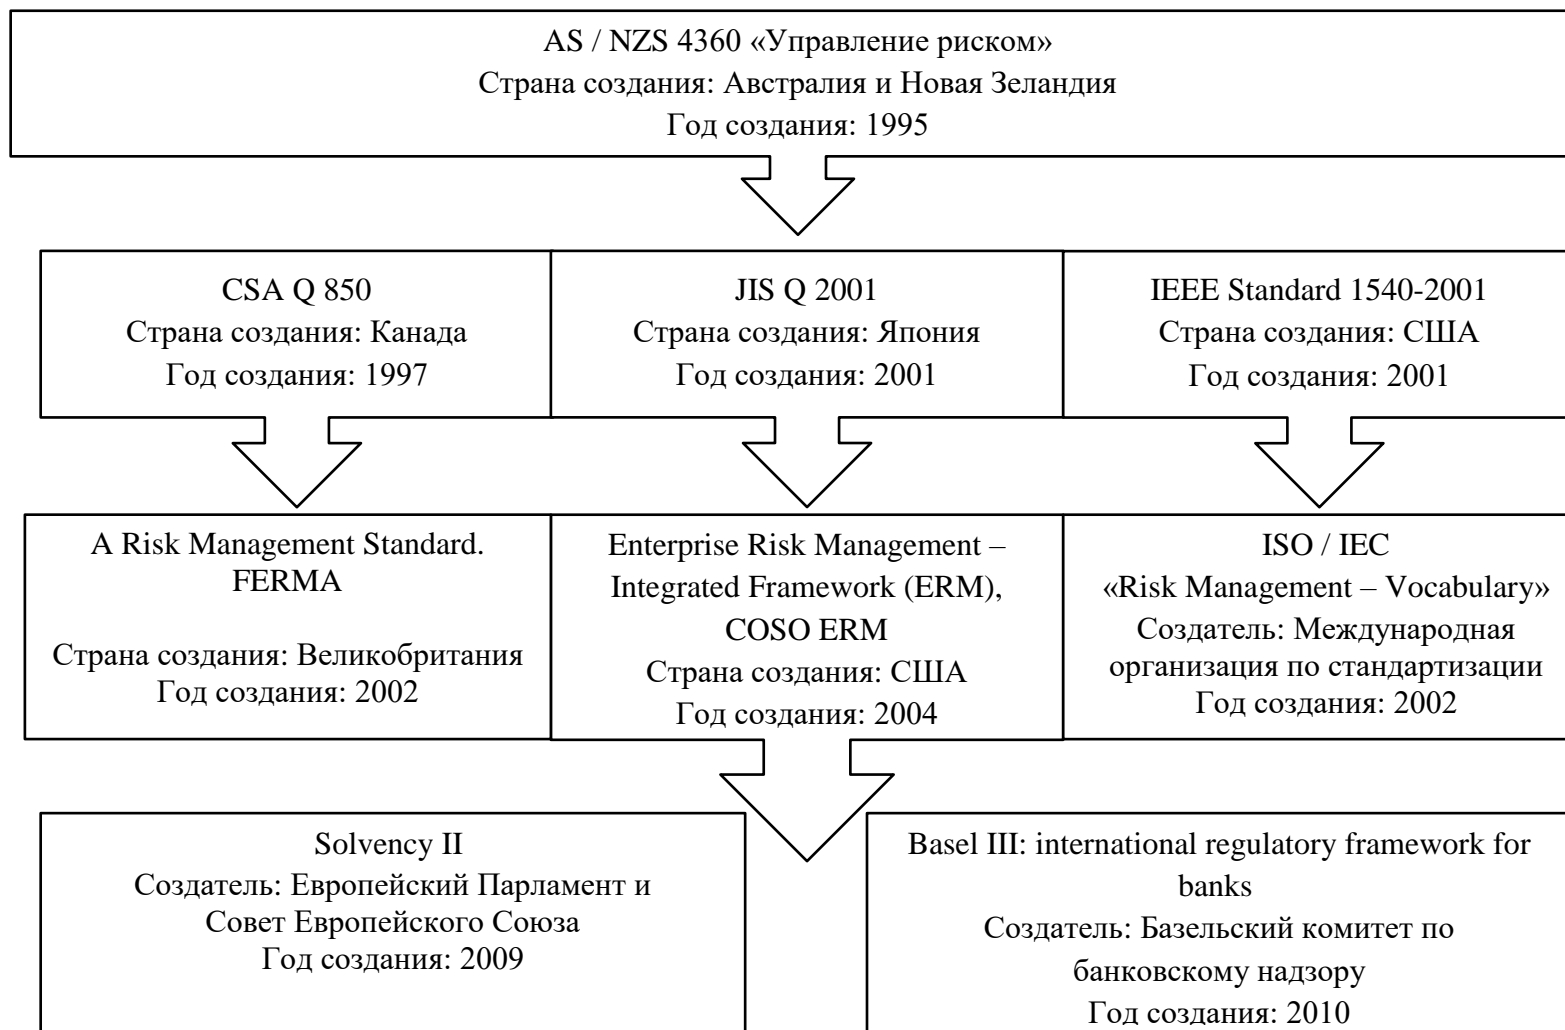 AS / NZS 4360 «Управление риском»
Страна создания: Австралия и Новая Зеландия
Год создания: 1995
CSA Q 850
Страна создания: Канада
Год создания: 1997
JIS Q 2001
Страна создания: Япония
Год создания: 2001
IEEE Standard 1540-2001
Страна создания: США
Год создания: 2001
A Risk Management Standard.
FERMA
Страна создания: Великобритания
Год создания: 2002
Enterprise Risk Management –
Integrated Framework (ERM),
COSO ERM
Страна создания: США
Год создания: 2004
ISO / IEC
«Risk Management – Vocabulary»
Создатель: Международная
организация по стандартизации
Год создания: 2002
Solvency II
Создатель: Европейский Парламент и
Совет Европейского Союза
Год создания: 2009
Basel III: international regulatory framework for
banks
Создатель: Базельский комитет по
банковскому надзору
Год создания: 2010